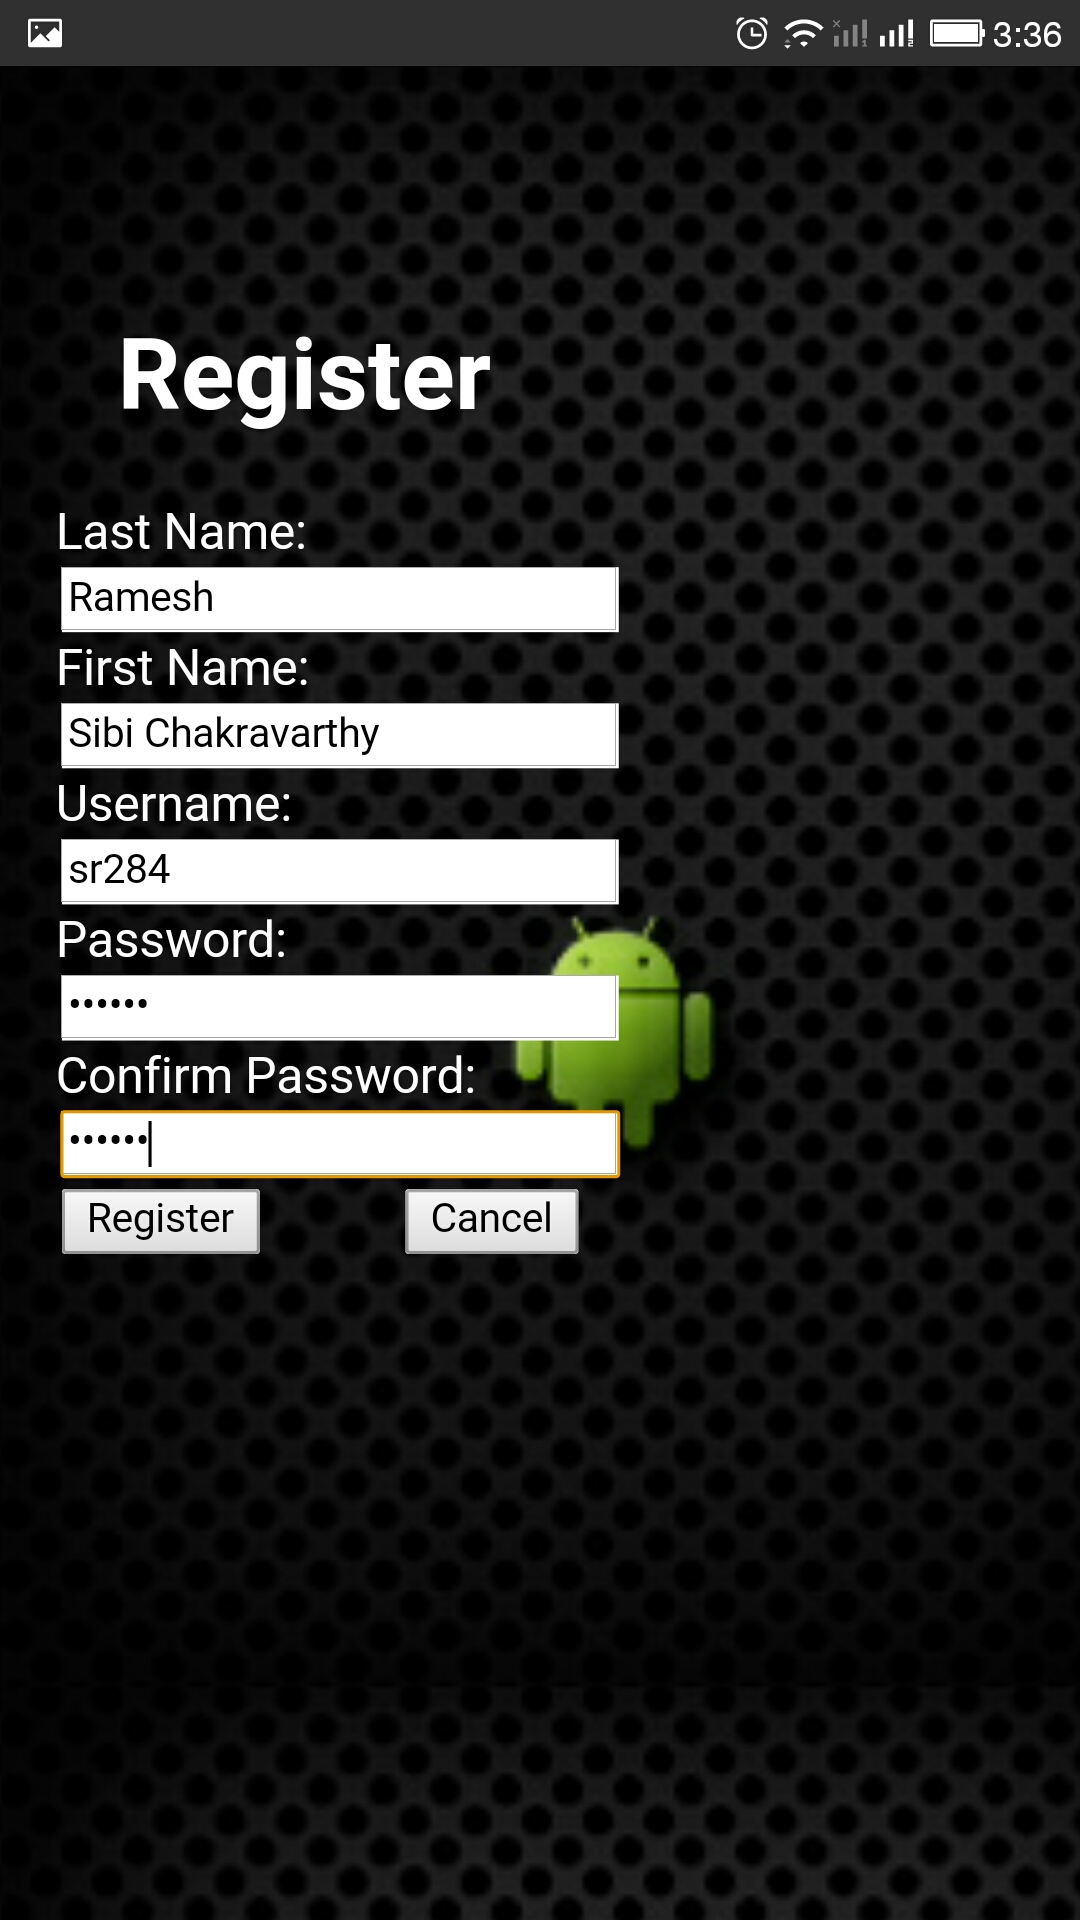 3:36
Register
Last Name:
Ramesh
First Name:
Sibi Chakravarthy
Username:
sr284
Password:
••••••
Confirm Password:
••••••
Register Cancel